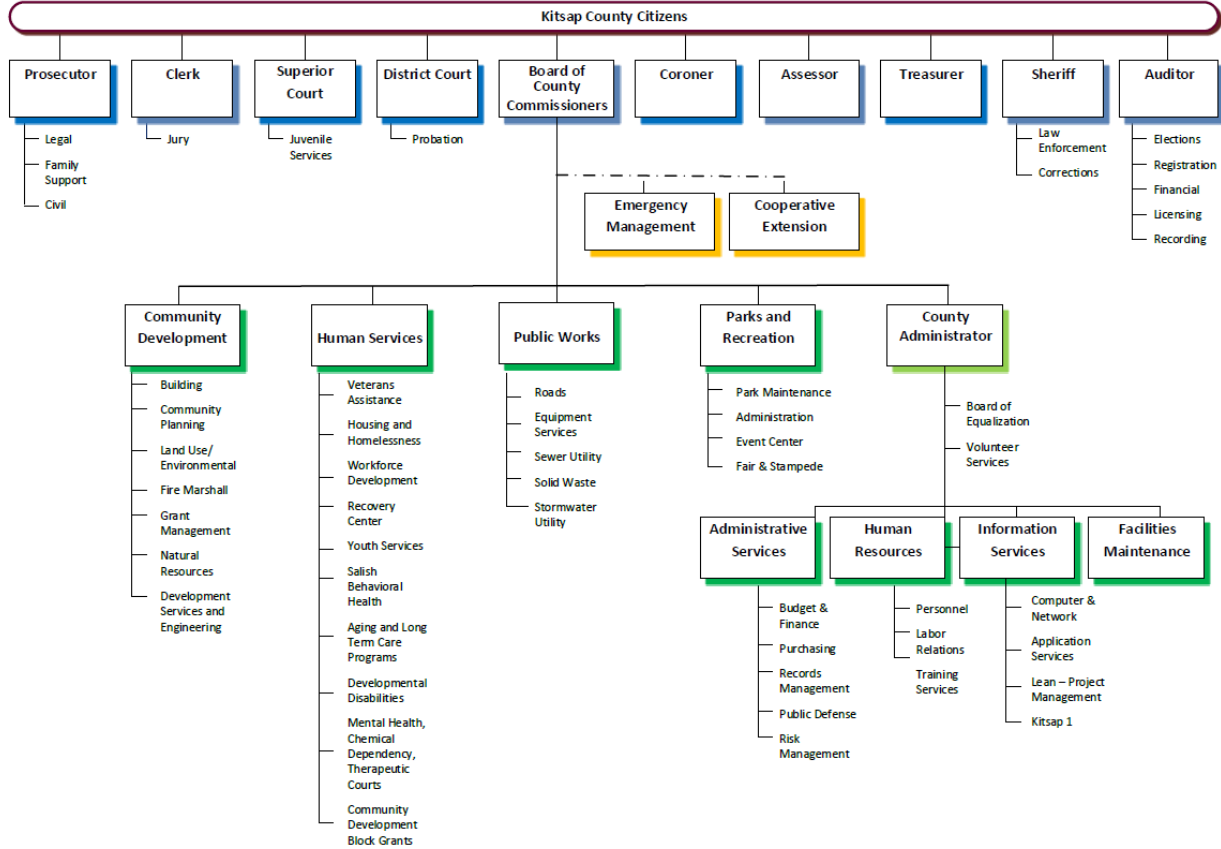 Kitsap County Citizens
Prosecutor
Legal
Family
Support
Civil
Clerk
Jury
Superior
Court
Juvenile
Services
District Court
Probation
Board of
County
Commissioners
Coroner
Assessor
Treasurer
Sheriff
Law
Enforcement
Corrections
Auditor
Elections
Registration
Financial
Licensing
Recording
Emergency
Management
Cooperative
Extension
Community
Development
Building
Community
Planning
Land Use/
Environmental
Fire Marshall
Grant
Management
Natural
Resources
Development
Services and
Engineering
Human Services
Veterans
Assistance
Housing and
Homelessness
Workforce
Development
Recovery
Center
Youth Services
Salish
Behavioral
Health
Aging and Long
Term Care
Programs
Developmental
Disabilities
Mental Health,
Chemical
Dependency,
Therapeutic
Courts
Community
Development
Block Grants
Public Works
Roads
Equipment
Services
Sewer Utility
Solid Waste
Stormwater
Utility
Parks and
Recreation
Park Maintenance
Administration
Event Center
Fair & Stampede
County
Administrator
Board of
Equalization
Volunteer
Services
Administrative
Services
Budget &
Finance
Purchasing
Records
Management
Public Defense
Risk
Management
Human
Resources
Personnel
Labor
Relations
Training
Services
Information
Services
Computer &
Network
Application
Services
Lean – Project
Management
Kitsap 1
Facilities
Maintenance